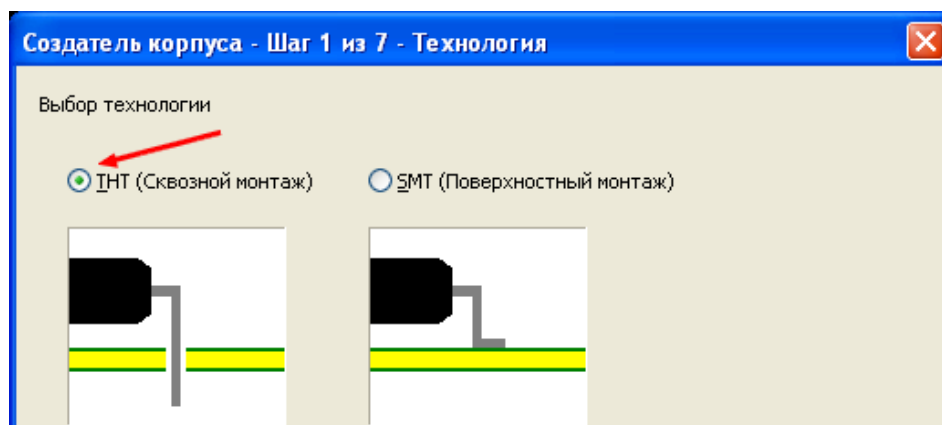 Создатель корпуса - Шаг 1 из 7 - Технология
Выбор технологии
THT (Сквозной монтаж) SMT (Поверхностный монтаж)